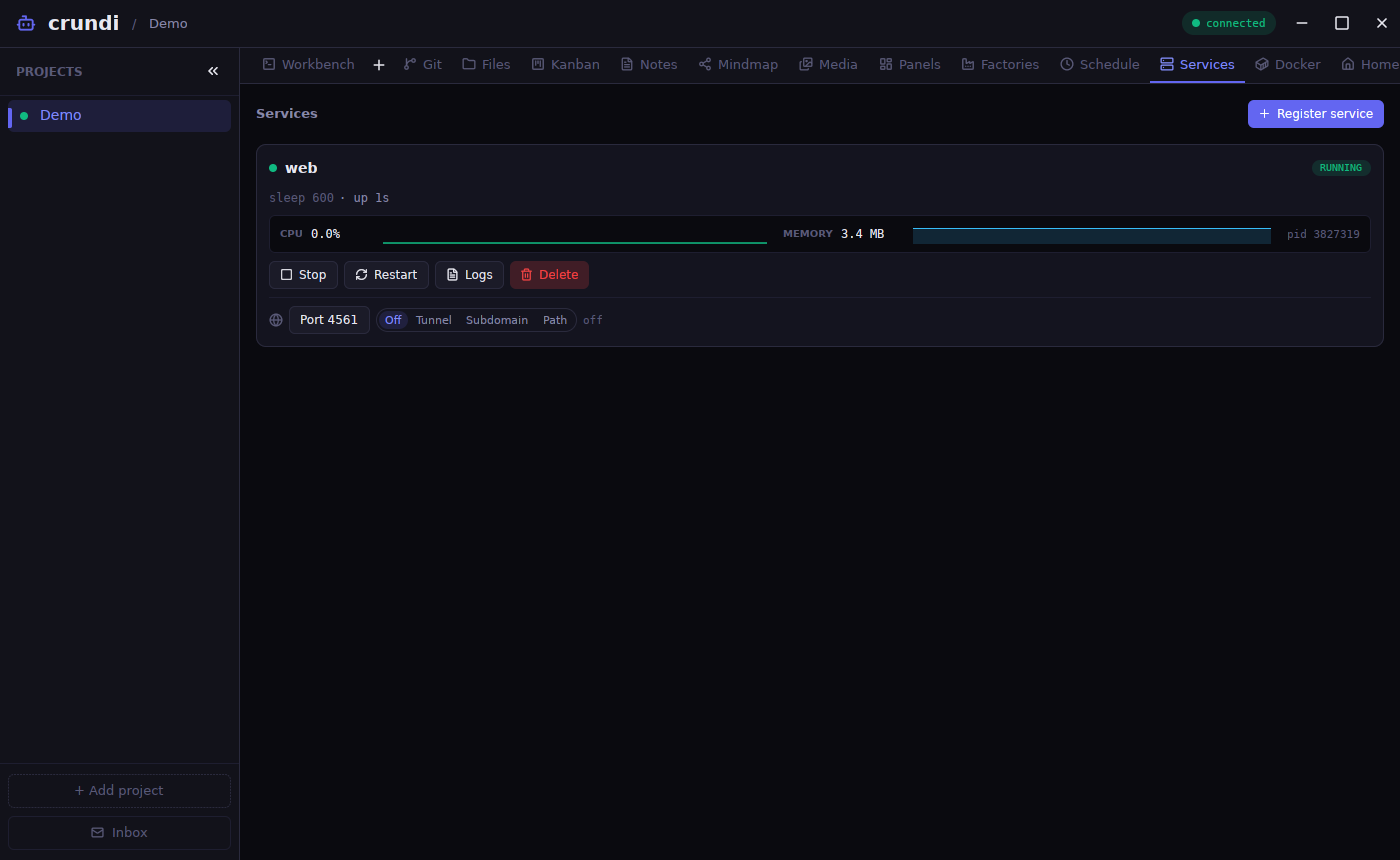 crundi / Demo
connected
PROJECTS
Demo
+ Add project
Inbox
Workbench + Git Files Kanban Notes Mindmap Media Panels Factories Schedule Services Docker Home
Services
+ Register service
web
RUNNING
sleep 600 · up 1s
CPU 0.0% MEMORY 3.4 MB pid 3827319
Stop Restart Logs Delete
Port 4561 Off Tunnel Subdomain Path off